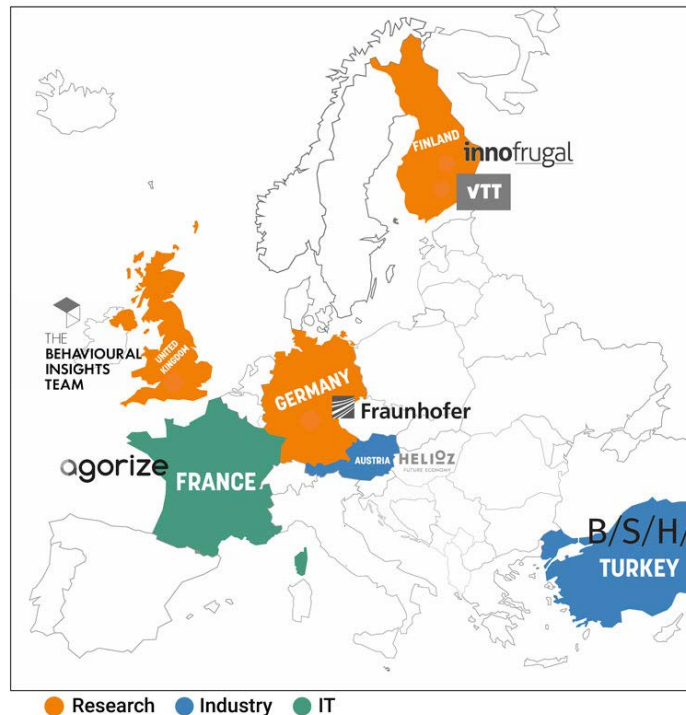 FINLAND
innofrugal
VTT
THE
BEHAVIOURAL
INSIGHTS
TEAM
UNITED
KINGDOM
GERMANY
Fraunhofer
agorize
FRANCE
AUSTRIA
HELIOZ
FUTURE ECONOMY
B/S/H/
TURKEY
Research Industry IT